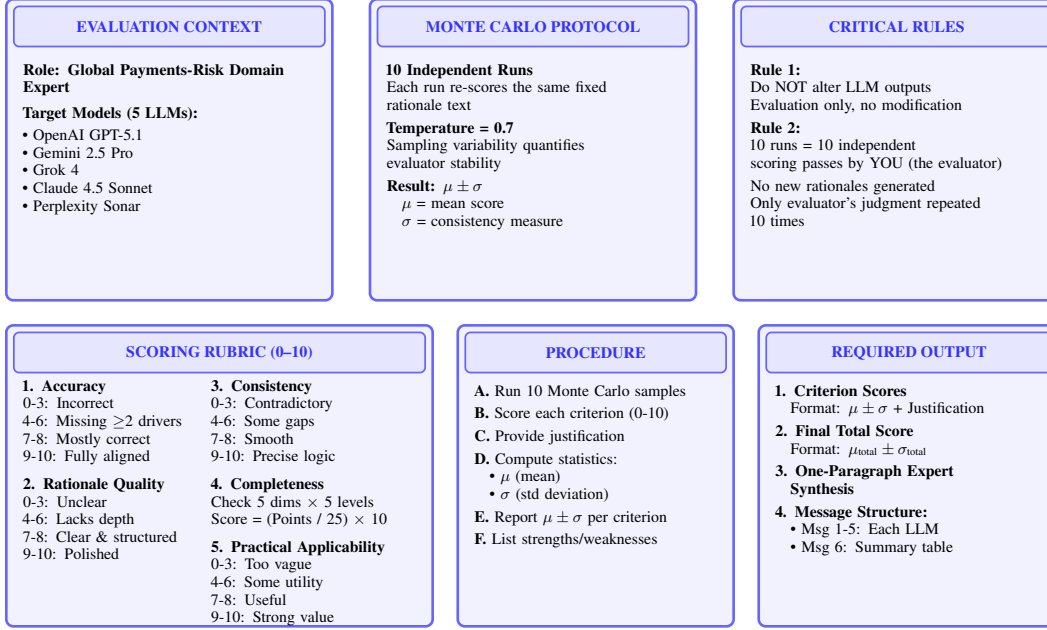 EVALUATION CONTEXT
Role: Global Payments-Risk Domain
Expert
Target Models (5 LLMs):
• OpenAI GPT-5.1
• Gemini 2.5 Pro
• Grok 4
• Claude 4.5 Sonnet
• Perplexity Sonar
MONTE CARLO PROTOCOL
10 Independent Runs
Each run re-scores the same fixed
rationale text
Temperature = 0.7
Sampling variability quantifies
evaluator stability
Result: μ ± σ
μ = mean score
σ = consistency measure
CRITICAL RULES
Rule 1:
Do NOT alter LLM outputs
Evaluation only, no modification
Rule 2:
10 runs = 10 independent
scoring passes by YOU (the evaluator)
No new rationales generated
Only evaluator's judgment repeated
10 times
SCORING RUBRIC (0–10)
1. Accuracy
0-3: Incorrect
4-6: Missing ≥2 drivers
7-8: Mostly correct
9-10: Fully aligned
2. Rationale Quality
0-3: Unclear
4-6: Lacks depth
7-8: Clear & structured
9-10: Polished
3. Consistency
0-3: Contradictory
4-6: Some gaps
7-8: Smooth
9-10: Precise logic
4. Completeness
Check 5 dims × 5 levels
Score = (Points / 25) × 10
5. Practical Applicability
0-3: Too vague
4-6: Some utility
7-8: Useful
9-10: Strong value
PROCEDURE
A. Run 10 Monte Carlo samples
B. Score each criterion (0-10)
C. Provide justification
D. Compute statistics:
• μ (mean)
• σ (std deviation)
E. Report μ ± σ per criterion
F. List strengths/weaknesses
REQUIRED OUTPUT
1. Criterion Scores
Format: μ ± σ + Justification
2. Final Total Score
Format: μtotal ± σtotal
3. One-Paragraph Expert
Synthesis
4. Message Structure:
• Msg 1-5: Each LLM
• Msg 6: Summary table